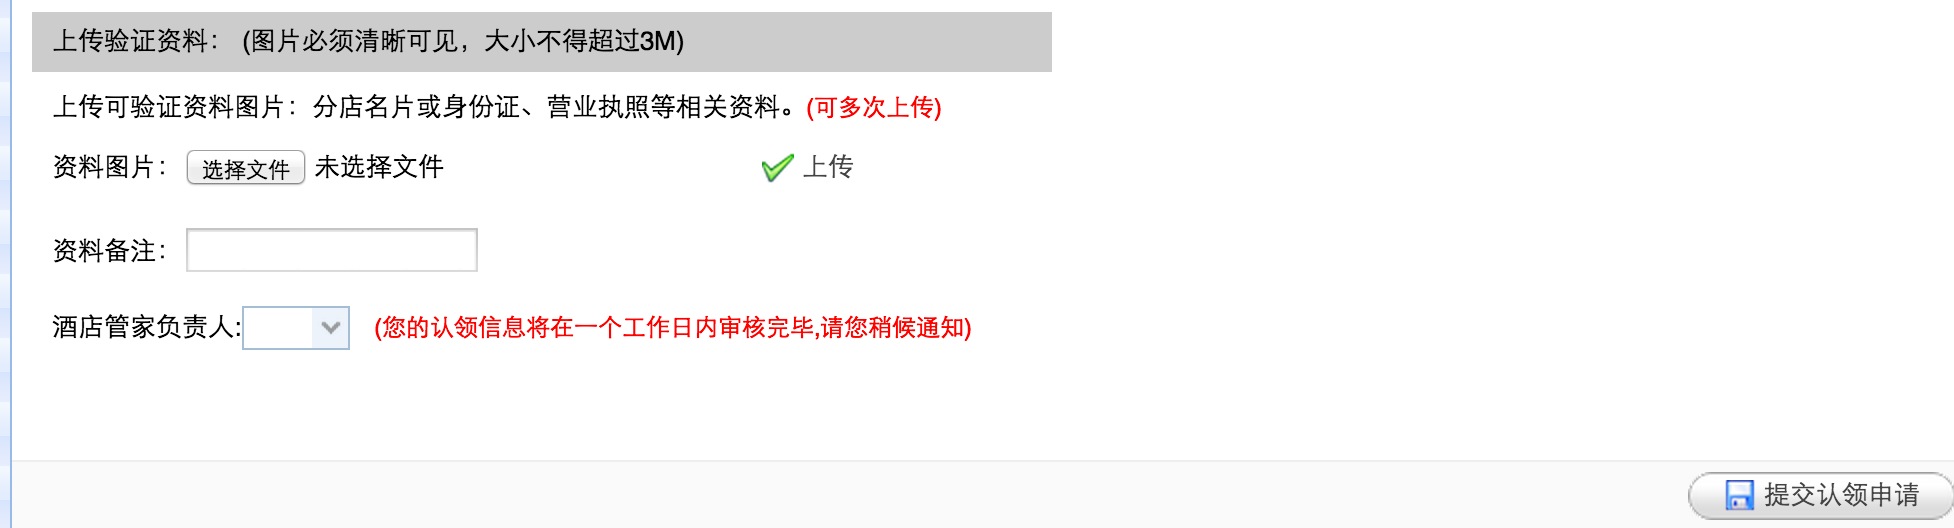 上传验证资料： (图片必须清晰可见，大小不得超过3M)
上传可验证资料图片：分店名片或身份证、营业执照等相关资料。(可多次上传)
资料图片： 选择文件 未选择文件 上传
资料备注：
酒店管家负责人: (您的认领信息将在一个工作日内审核完毕,请您稍候通知)
提交认领申请